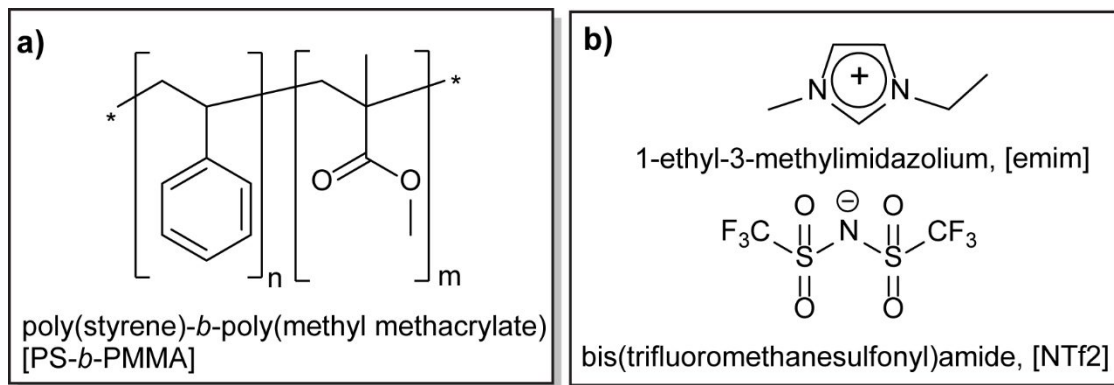 a)
*
*
n
m
O
O
poly(styrene)-b-poly(methyl methacrylate)
[PS-b-PMMA]
b)
+
N
N
1-ethyl-3-methylimidazolium, [emim]
O
⊖
O
F₃C
S
N
S
CF₃
O
O
bis(trifluoromethanesulfonyl)amide, [NTf2]